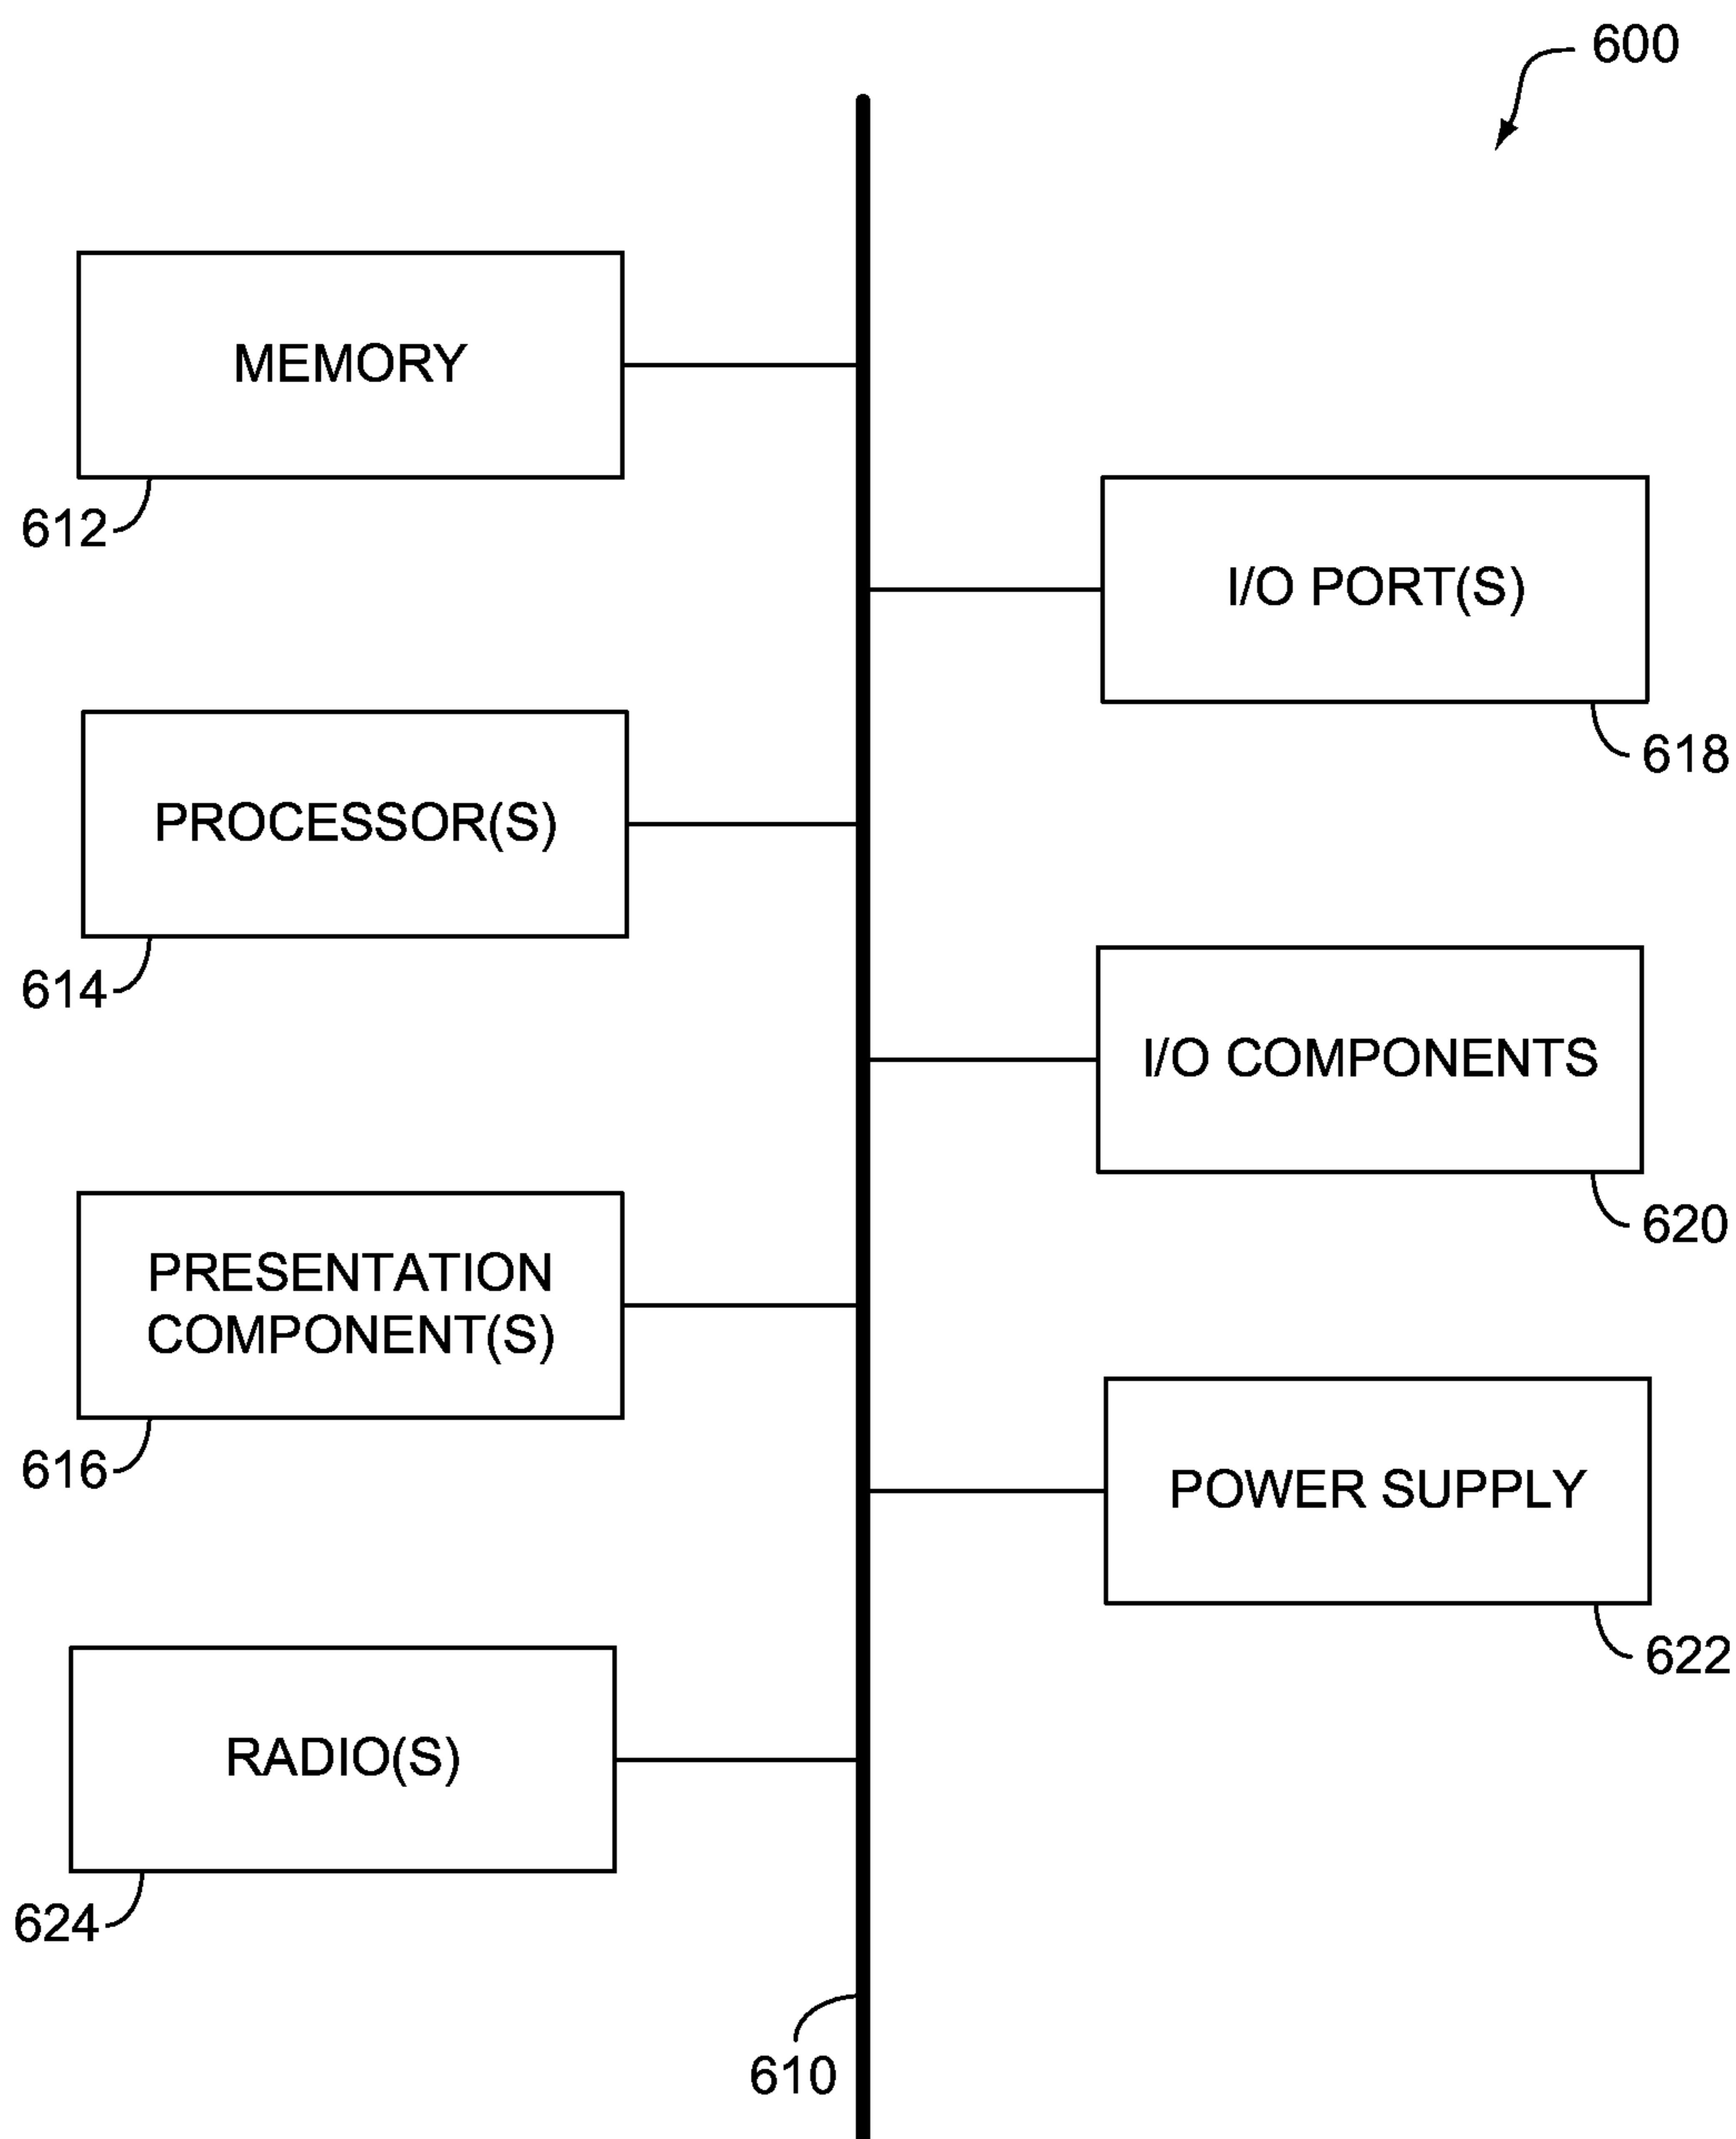 600
MEMORY
612
I/O PORT(S)
618
PROCESSOR(S)
614
I/O COMPONENTS
620
PRESENTATION
COMPONENT(S)
616
POWER SUPPLY
622
RADIO(S)
624
610